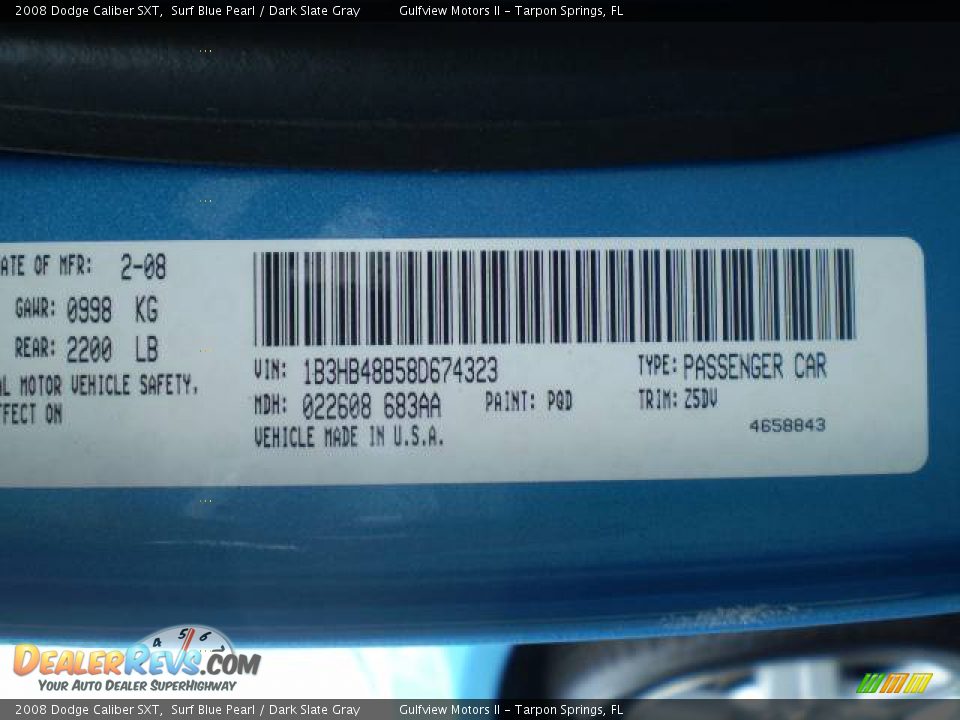 2008 Dodge Caliber SXT,  Surf Blue Pearl / Dark Slate Gray          Gulfview Motors II - Tarpon Springs, FL
ATE OF MFR: 2-08
GAWR: 0998 KG
REAR: 2200 LB
L MOTOR VEHICLE SAFETY,
FFECT ON
VIN: 1B3HB48B58D674323
TYPE: PASSENGER CAR
MDH: 022608 683AA
PAINT: PQD
TRIM: Z5DV
VEHICLE MADE IN U.S.A.
4658843
4 5 6
DealerRevs.com
Your Auto Dealer SuperHighway
2008 Dodge Caliber SXT,  Surf Blue Pearl / Dark Slate Gray          Gulfview Motors II - Tarpon Springs, FL